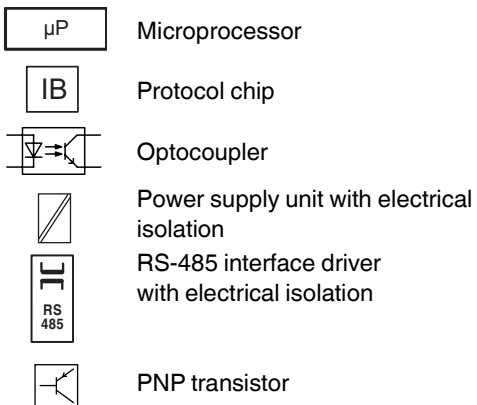 µP Microprocessor
IB Protocol chip
Optocoupler
Power supply unit with electrical
isolation
RS-485 interface driver
with electrical isolation
RS
485
PNP transistor